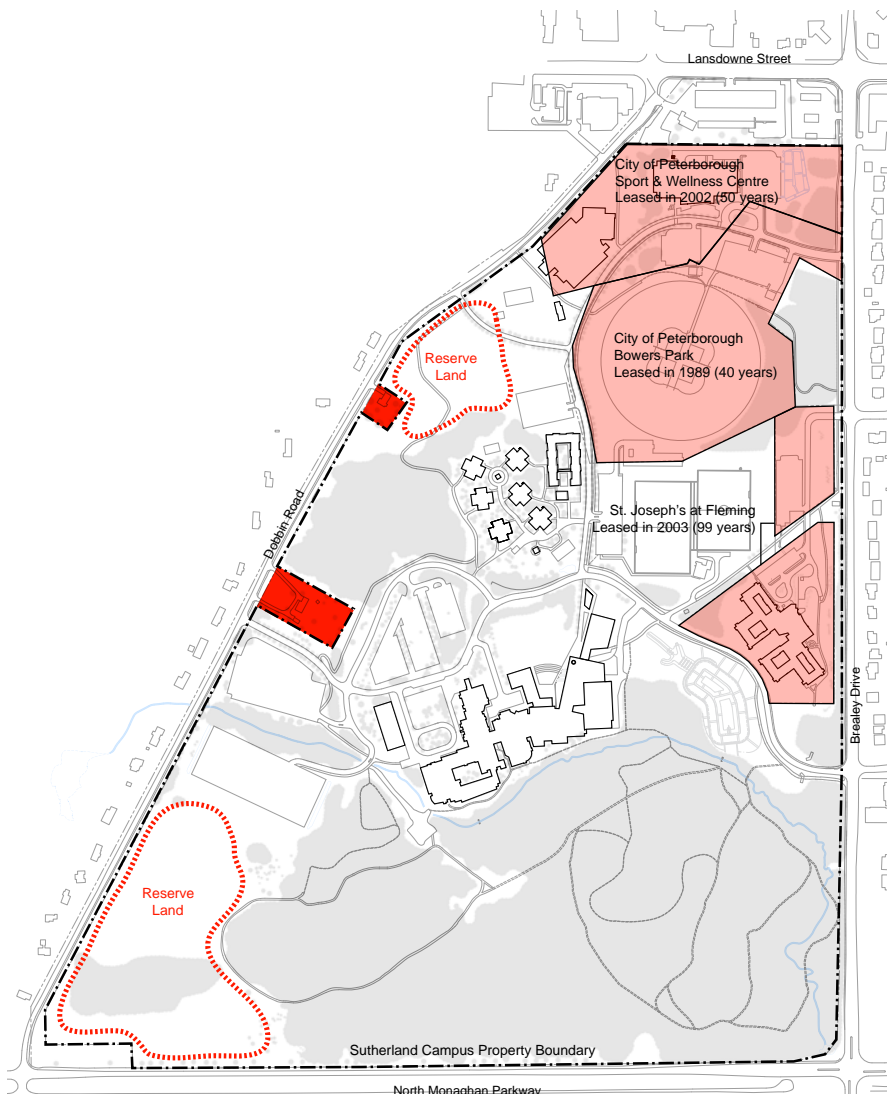 Lansdowne Street
City of Peterborough
Sport & Wellness Centre
Leased in 2002 (50 years)
City of Peterborough
Bowers Park
Leased in 1989 (40 years)
Reserve
Land
Dobbin Road
St. Joseph's at Fleming
Leased in 2003 (99 years)
Brealey Drive
Reserve
Land
Sutherland Campus Property Boundary
North Monaghan Parkway